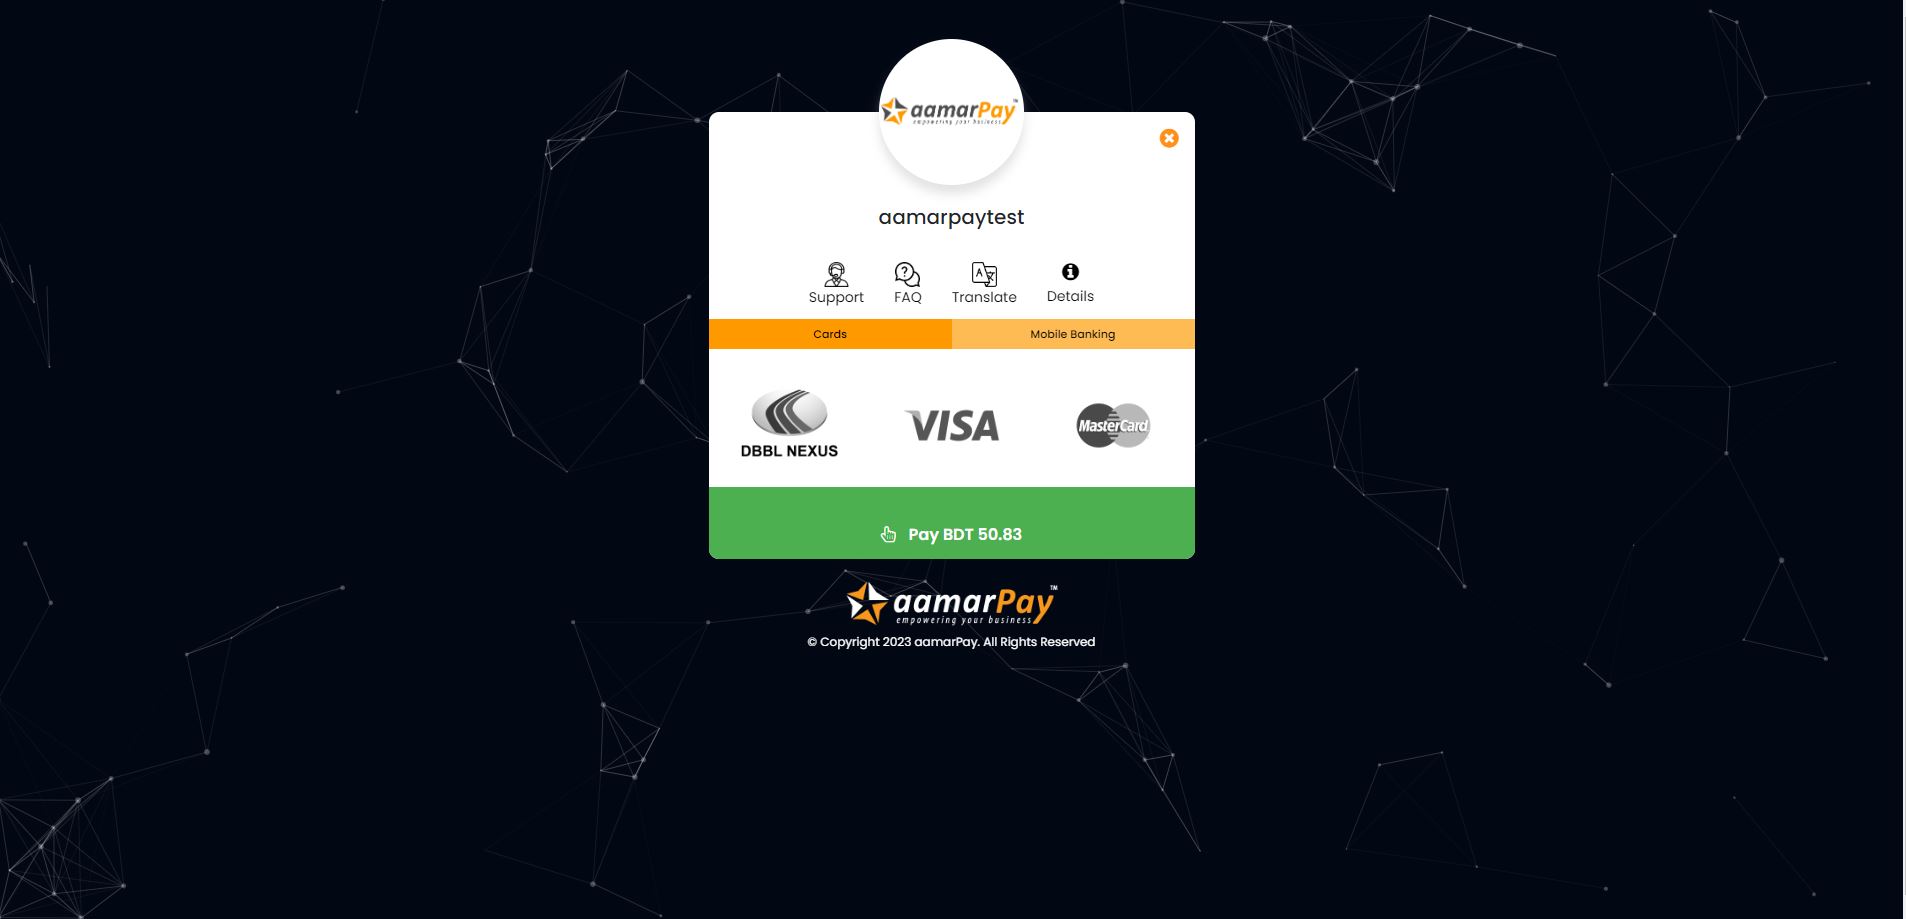 aamarPay™
empowering your business
aamarpaytest
Support
FAQ
Translate
Details
Cards
Mobile Banking
DBBL NEXUS
VISA
MasterCard
Pay BDT 50.83
aamarPay™
empowering your business
© Copyright 2023 aamarPay. All Rights Reserved